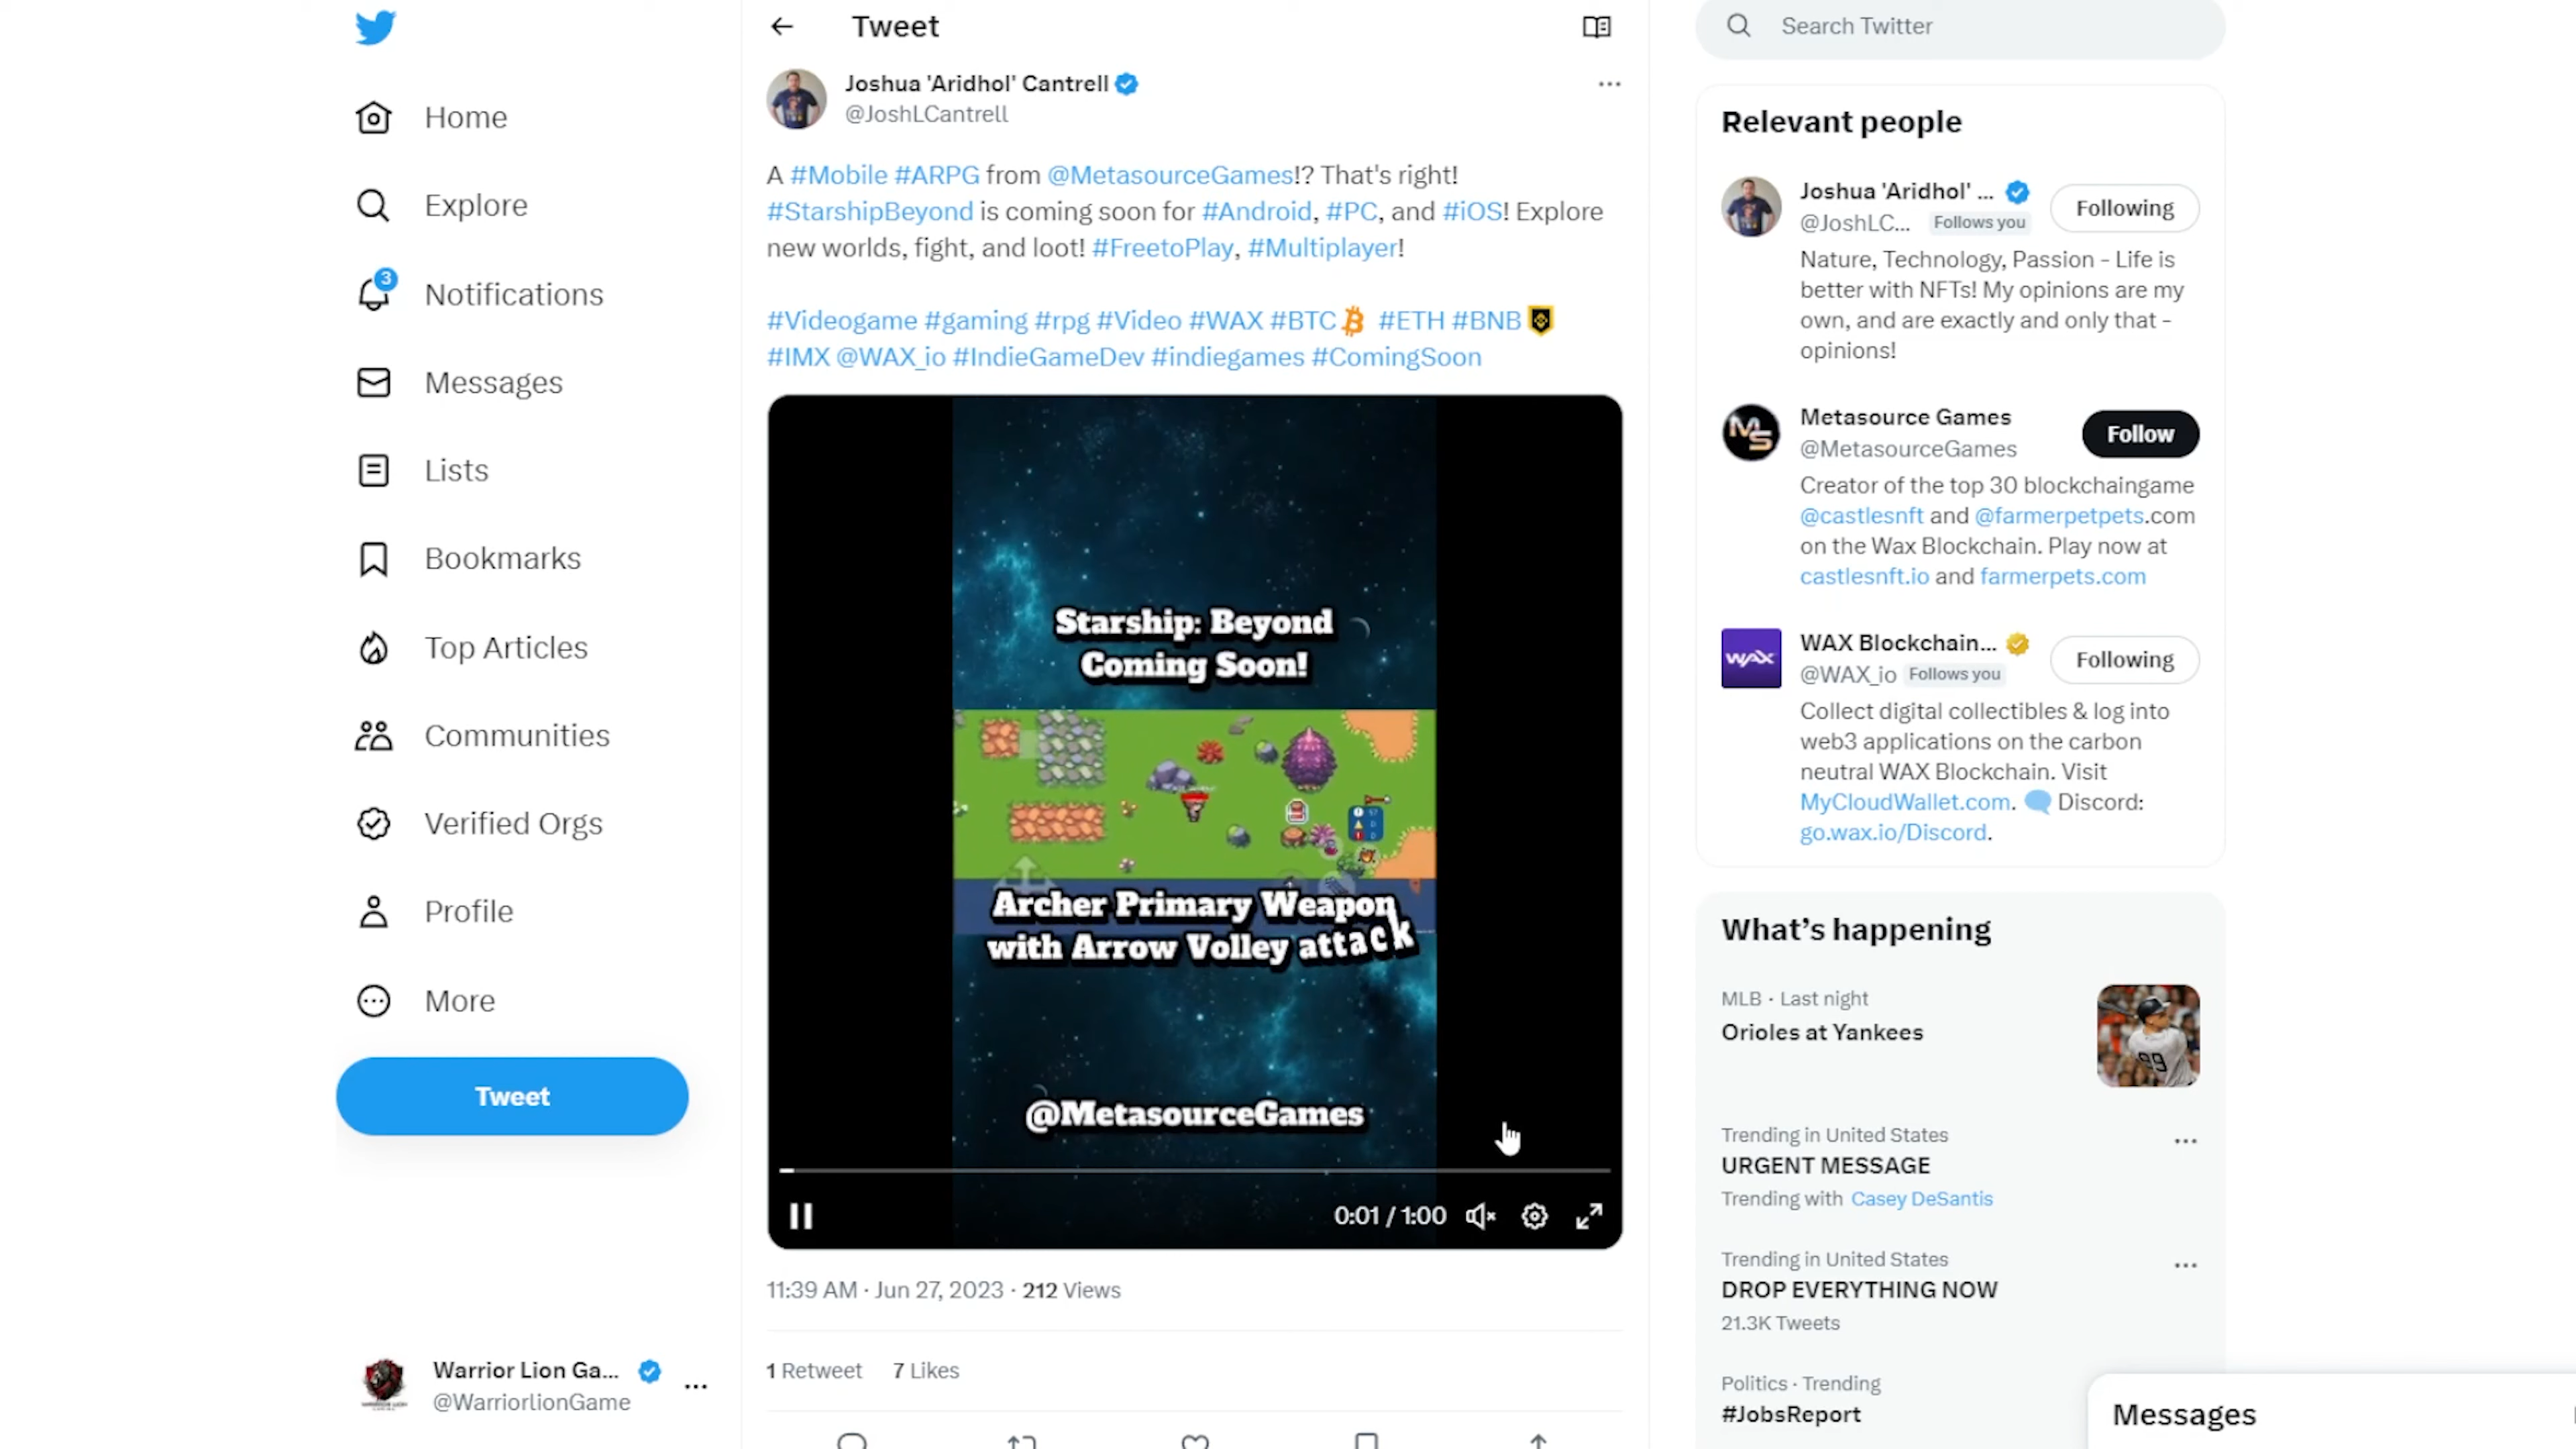 Home
Explore
3
Notifications
Messages
Lists
Bookmarks
Top Articles
Communities
Verified Orgs
Profile
More
Tweet
Warrior Lion Ga...
@WarriorlionGame
Tweet
Joshua 'Aridhol' Cantrell
@JoshLCantrell
A #Mobile #ARPG from @MetasourceGames!? That's right!
#StarshipBeyond is coming soon for #Android, #PC, and #iOS! Explore
new worlds, fight, and loot! #FreetoPlay, #Multiplayer!
#Videogame #gaming #rpg #Video #WAX #BTC #ETH #BNB
#IMX @WAX_io #IndieGameDev #indiegames #ComingSoon
Starship: Beyond
Coming Soon!
Archer Primary Weapon
with Arrow Volley attack
@MetasourceGames
0:01 / 1:00
11:39 AM · Jun 27, 2023 · 212 Views
1 Retweet 7 Likes
Search Twitter
Relevant people
Joshua 'Aridhol' ...
@JoshLC... Follows you
Following
Nature, Technology, Passion - Life is
better with NFTs! My opinions are my
own, and are exactly and only that -
opinions!
MS
Metasource Games
@MetasourceGames
Follow
Creator of the top 30 blockchaingame
@castlesnft and @farmerpetpets.com
on the Wax Blockchain. Play now at
castlesnft.io and farmerpets.com
WAX
WAX Blockchain...
@WAX_io Follows you
Following
Collect digital collectibles & log into
web3 applications on the carbon
neutral WAX Blockchain. Visit
MyCloudWallet.com. Discord:
go.wax.io/Discord.
What's happening
MLB · Last night
Orioles at Yankees
99
Trending in United States
URGENT MESSAGE
Trending with Casey DeSantis
Trending in United States
DROP EVERYTHING NOW
21.3K Tweets
Politics · Trending
#JobsReport
Messages